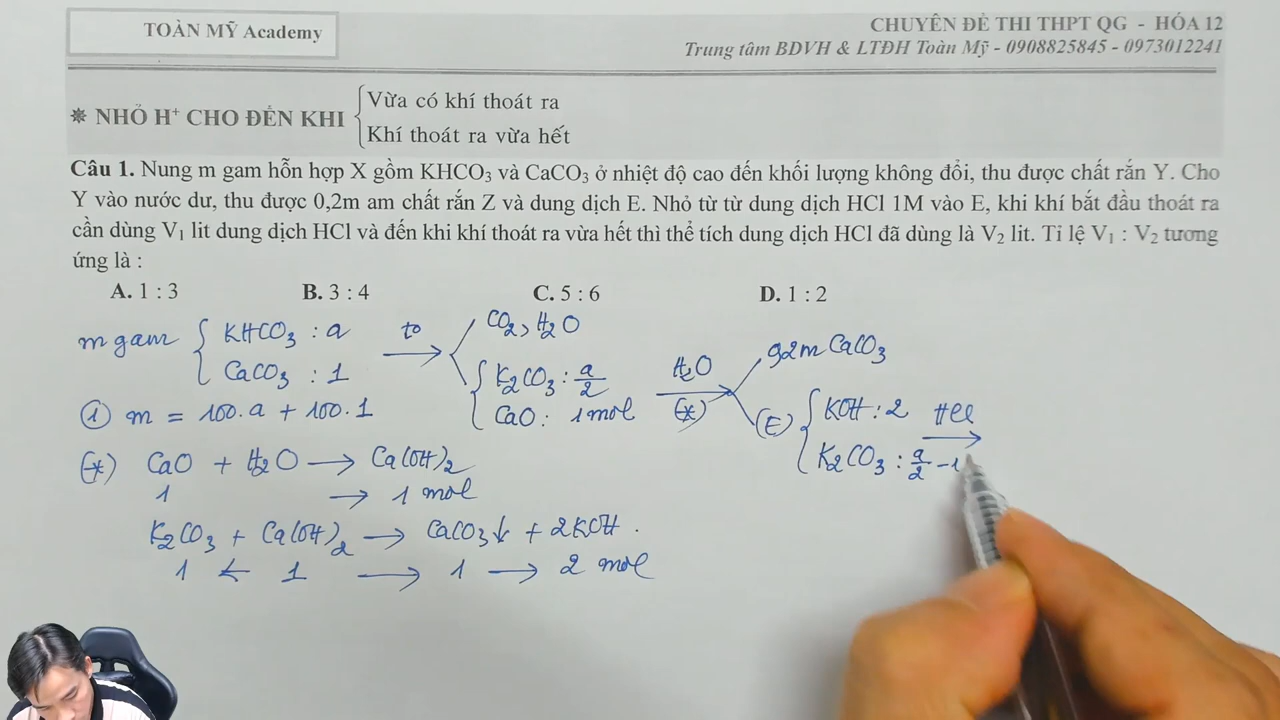 TOÀN MỸ Academy
CHUYÊN ĐỀ THI THPT QG - HÓA 12
Trung tâm BDVH & LTĐH Toàn Mỹ - 0908825845 - 0973012241
✵ NHỎ H⁺ CHO ĐẾN KHI { Vừa có khí thoát ra
Khí thoát ra vừa hết
Câu 1. Nung m gam hỗn hợp X gồm KHCO₃ và CaCO₃ ở nhiệt độ cao đến khối lượng không đổi, thu được chất rắn Y. Cho
Y vào nước dư, thu được 0,2m am chất rắn Z và dung dịch E. Nhỏ từ từ dung dịch HCl 1M vào E, khi khí bắt đầu thoát ra
cần dùng V₁ lit dung dịch HCl và đến khi khí thoát ra vừa hết thì thể tích dung dịch HCl đã dùng là V₂ lit. Tỉ lệ V₁ : V₂ tương
ứng là :
A. 1 : 3 B. 3 : 4 C. 5 : 6 D. 1 : 2
m gam { KHCO₃ : a
CaCO₃ : 1
t⁰ →
CO₂, H₂O
{ K₂CO₃ : a/2
CaO : 1 mol
H₂O → (*)
0,2m CaCO₃
(E) { KOH : 2
K₂CO₃ : a/2 - 1
HCl →
① m = 100.a + 100.1
(*) CaO + H₂O → Ca(OH)₂
1 → 1 mol
K₂CO₃ + Ca(OH)₂ → CaCO₃↓ + 2KOH.
1 ← 1 → 1 → 2 mol